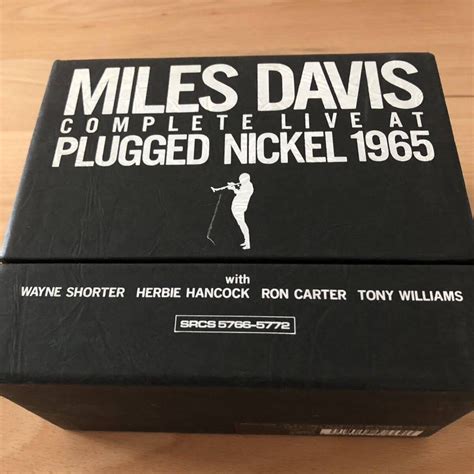 MILES DAVIS
COMPLETE LIVE AT
PLUGGED NICKEL 1965
with
WAYNE SHORTER HERBIE HANCOCK RON CARTER TONY WILLIAMS
SRCS 5766-5772